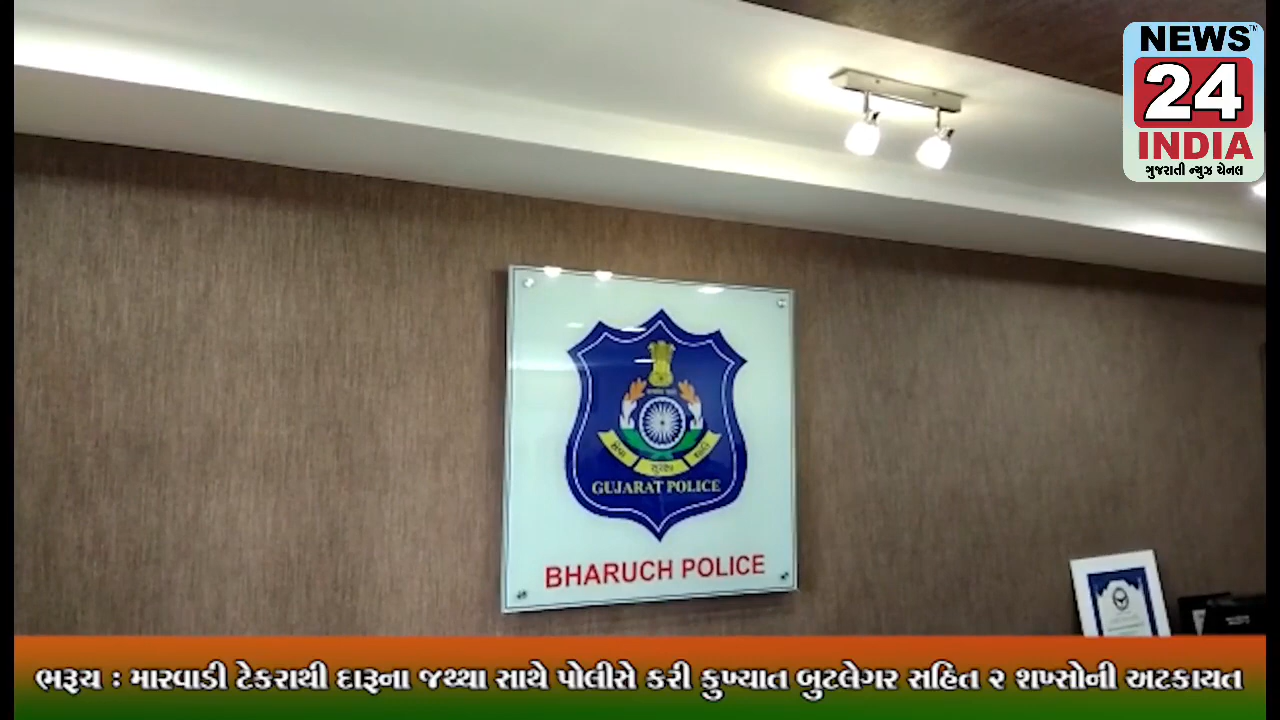 NEWS
24
INDIA
ગુજરાતી ન્યુઝ ચેનલ
સેવા સુરક્ષા શાંતિ
GUJARAT POLICE
BHARUCH POLICE
ભરૂચ : મારવાડી ટેકરાથી દારૂના જથ્થા સાથે પોલીસે કરી કુખ્યાત બુટલેગર સહિત ૨ શખ્સોની અટકાયત